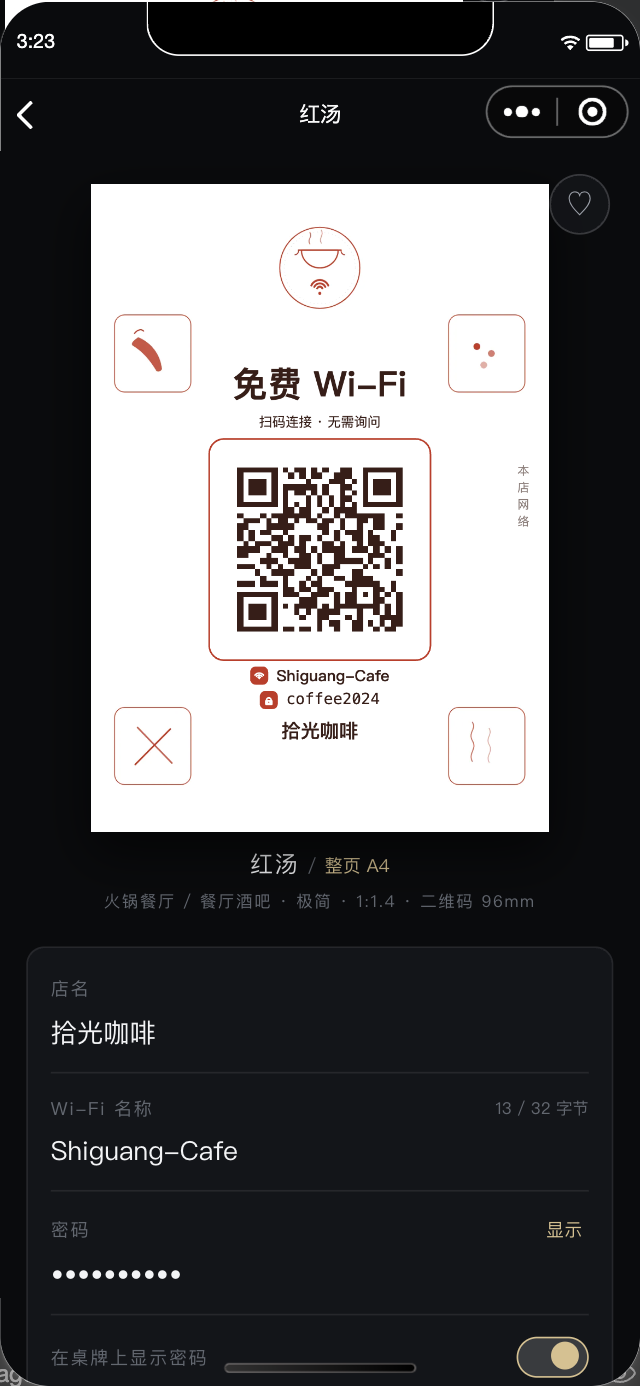 3:23
红汤
免费 Wi-Fi
扫码连接 · 无需询问
本店网络
Shiguang-Cafe
coffee2024
拾光咖啡
红汤 / 整页 A4
火锅餐厅 / 餐厅酒吧 · 极简 · 1:1.4 · 二维码 96mm
店名
拾光咖啡
Wi-Fi 名称 13 / 32 字节
Shiguang-Cafe
密码 显示
••••••••••
在桌牌上显示密码